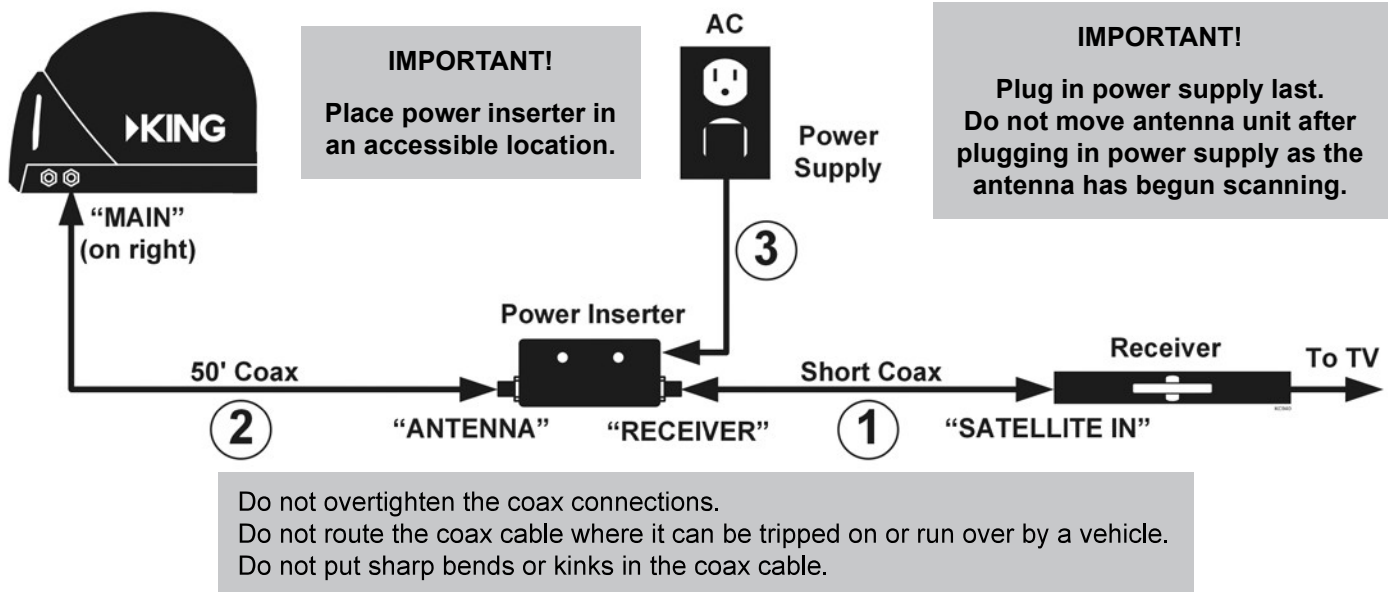 IMPORTANT!
Place power inserter in
an accessible location.
AC
Power
Supply
IMPORTANT!
Plug in power supply last.
Do not move antenna unit after
plugging in power supply as the
antenna has begun scanning.
KING
“MAIN”
(on right)
3
Power Inserter
50' Coax
2
“ANTENNA”
“RECEIVER”
Short Coax
1
Receiver
“SATELLITE IN”
To TV
Do not overtighten the coax connections.
Do not route the coax cable where it can be tripped on or run over by a vehicle.
Do not put sharp bends or kinks in the coax cable.